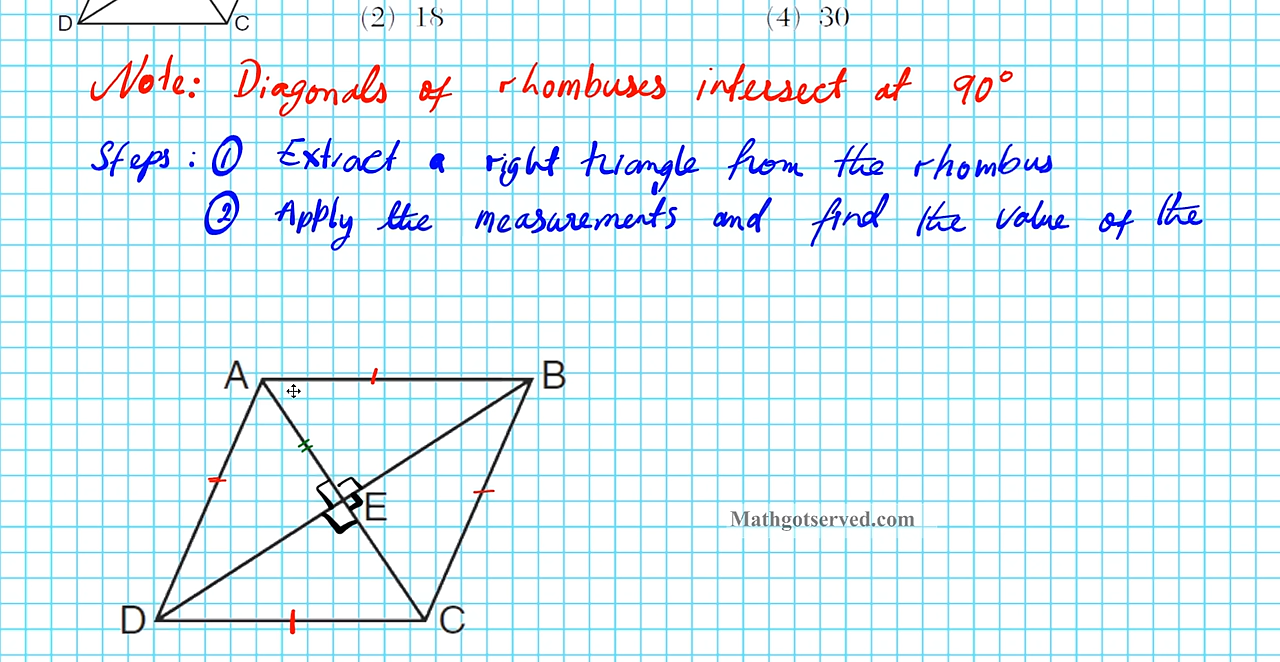 D C (2) 18 (4) 30
Note: Diagonals of rhombuses intersect at 90°
Steps: ① Extract a right triangle from the rhombus
② Apply the measurements and find the value of the
A B
E
Mathgotserved.com
D C